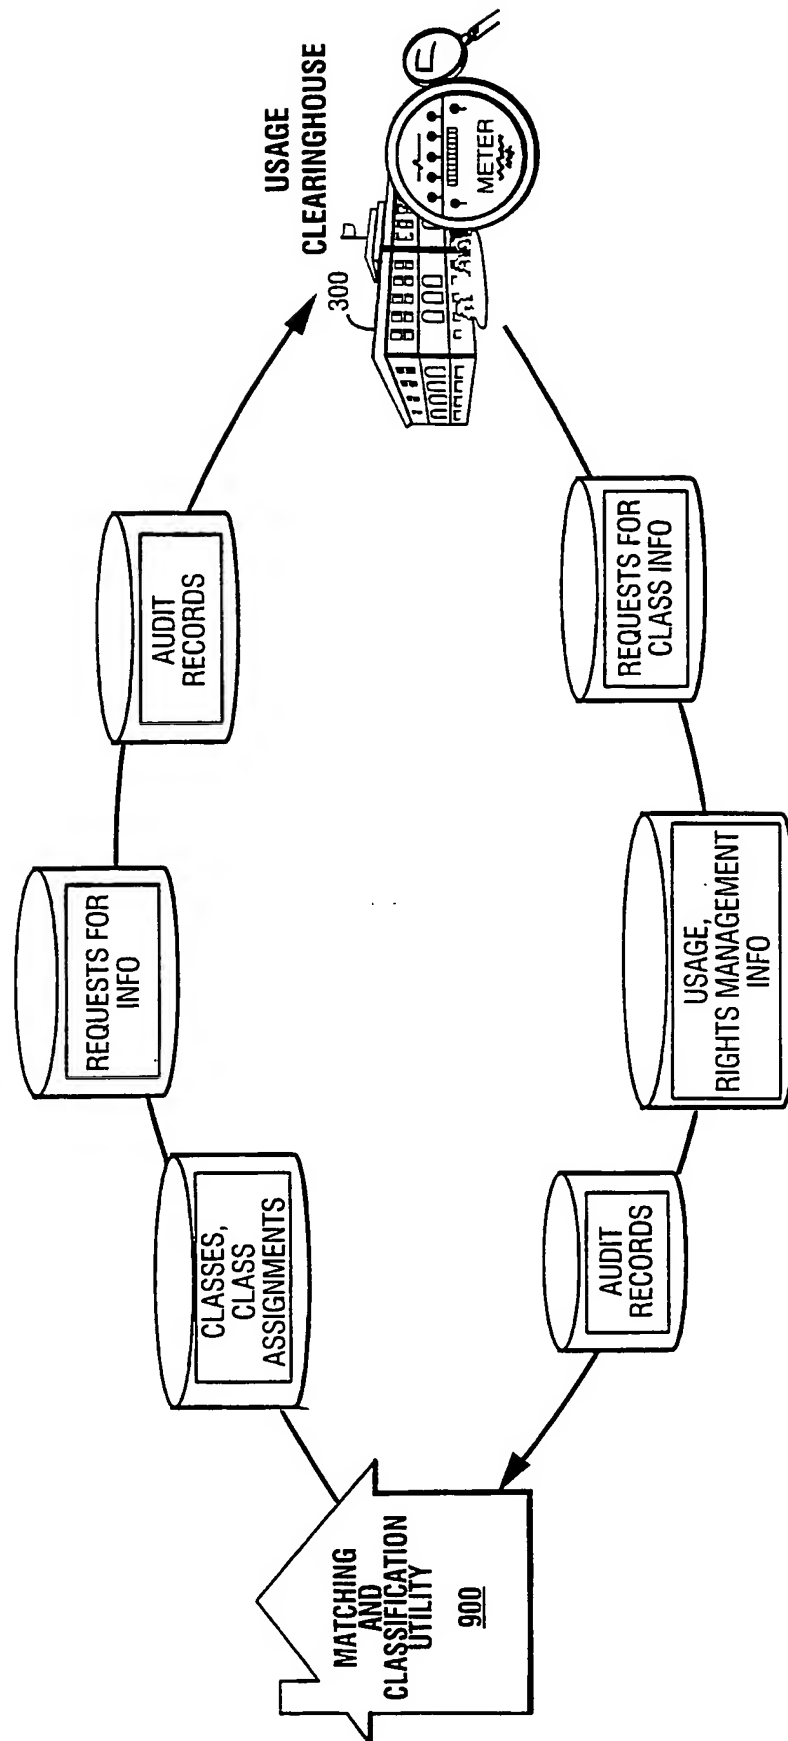 MATCHING
AND
CLASSIFICATION
UTILITY
900
CLASSES,
CLASS
ASSIGNMENTS
REQUESTS FOR
INFO
AUDIT
RECORDS
USAGE
CLEARINGHOUSE
300
METER
REQUESTS FOR
CLASS INFO
USAGE,
RIGHTS MANAGEMENT
INFO
AUDIT
RECORDS